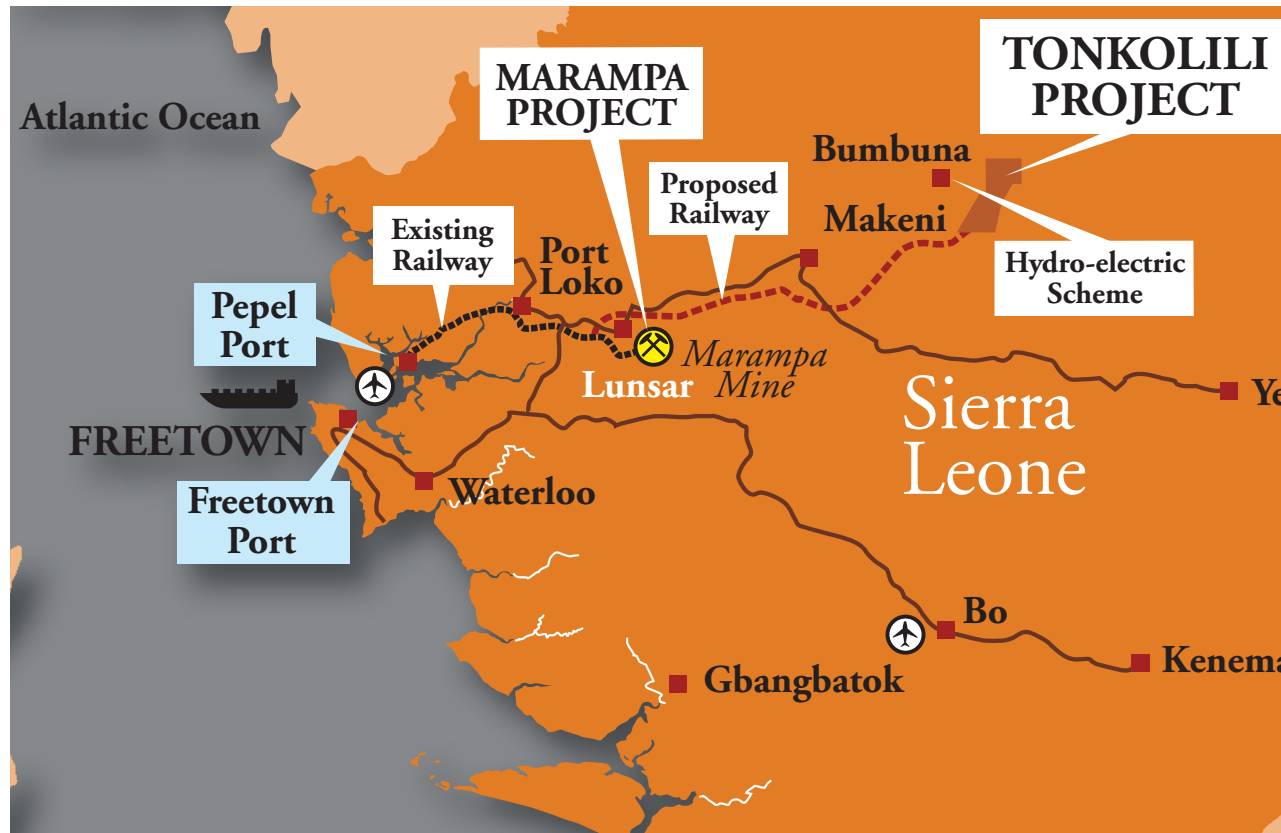 Atlantic Ocean
MARAMPA
PROJECT
TONKOLILI
PROJECT
Bumbuna
Proposed
Railway
Makeni
Existing
Railway
Port
Loko
Hydro-electric
Scheme
Pepel
Port
Marampa
Mine
Lunsar
Sierra
Leone
Ye
FREETOWN
Waterloo
Freetown
Port
Bo
Kenema
Gbangbatok